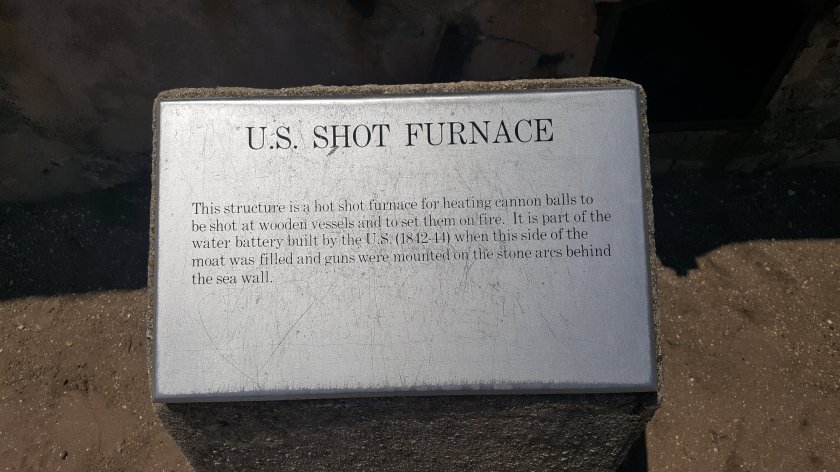 U.S. SHOT FURNACE
This structure is a hot shot furnace for heating cannon balls to
be shot at wooden vessels and to set them on fire. It is part of the
water battery built by the U.S. (1842-44) when this side of the
moat was filled and guns were mounted on the stone arcs behind
the sea wall.